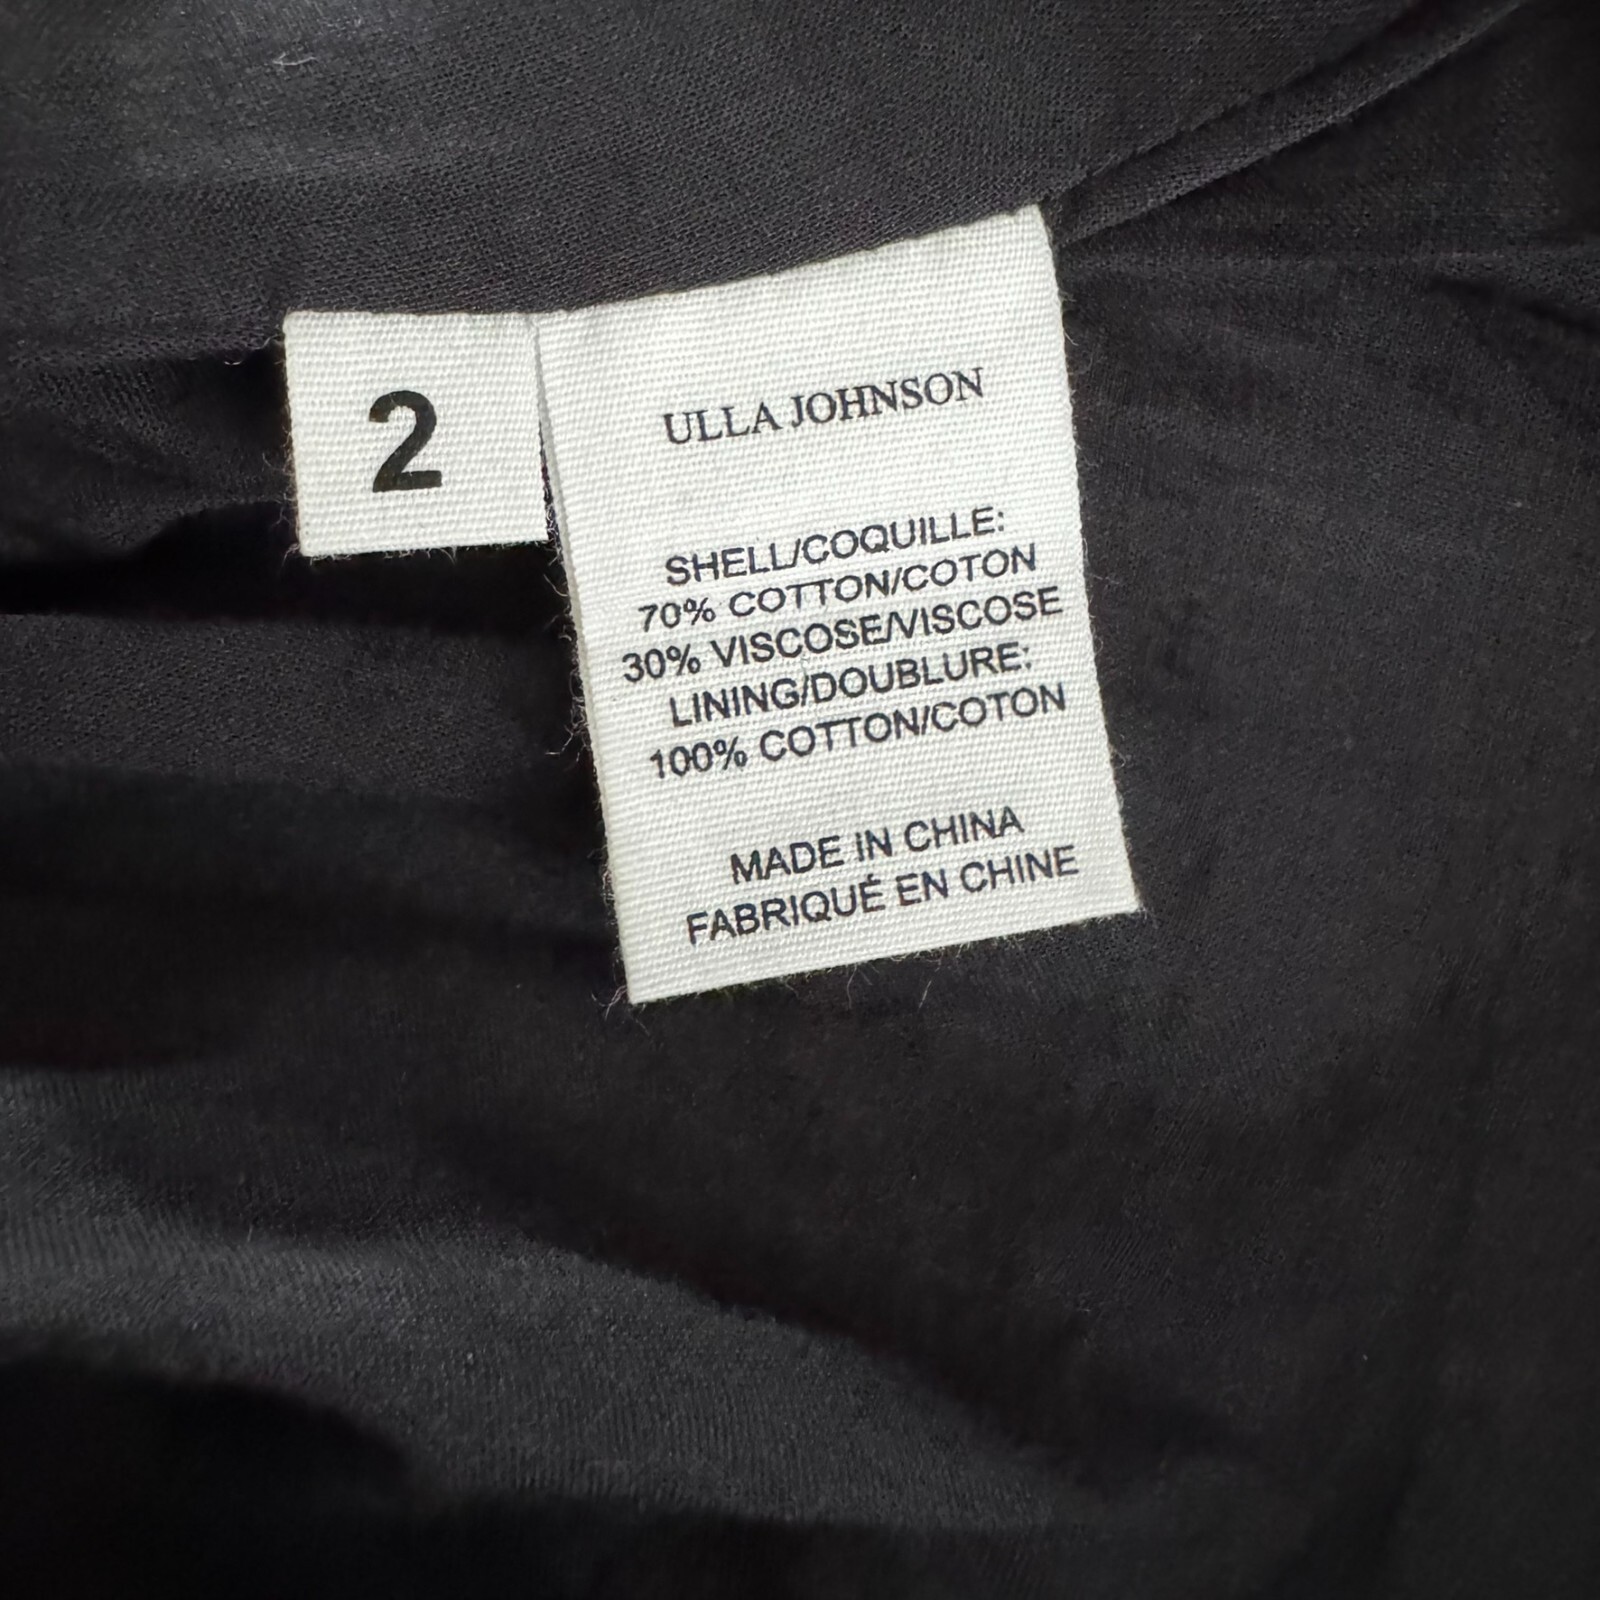 2
ULLA JOHNSON
SHELL/COQUILLE:
70% COTTON/COTON
30% VISCOSE/VISCOSE
LINING/DOUBLURE:
100% COTTON/COTON
MADE IN CHINA
FABRIQUÉ EN CHINE